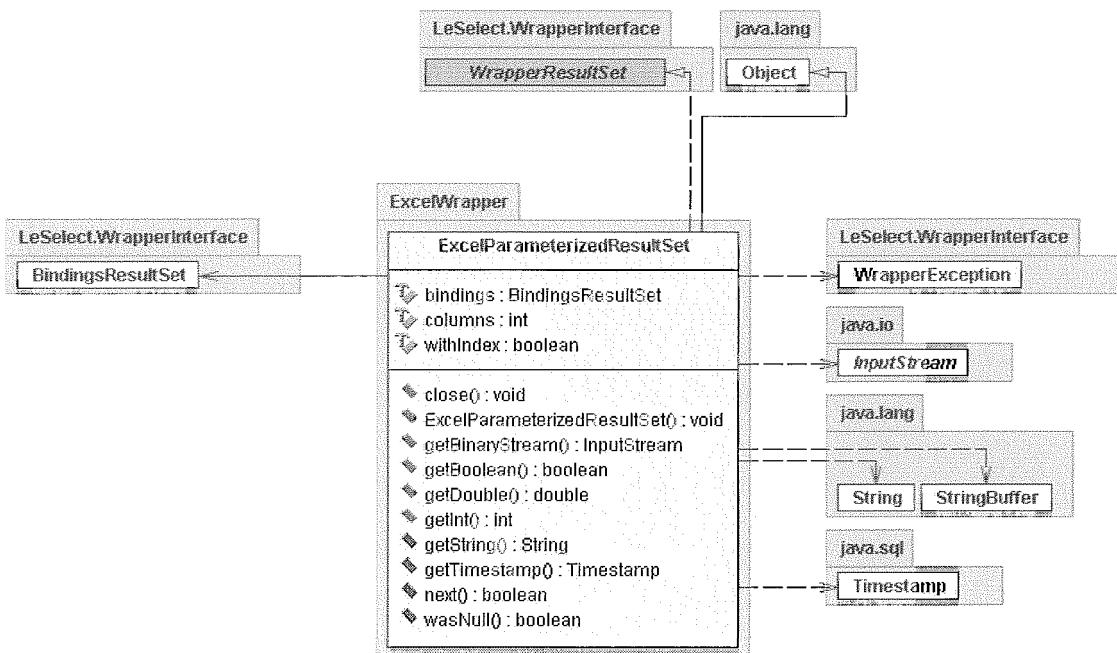 LeSelect.WrapperInterface
WrapperResultSet
java.lang
Object
ExcelWrapper
ExcelParameterizedResultSet
bindings : BindingsResultSet
columns : int
withIndex : boolean
close() : void
ExcelParameterizedResultSet() : void
getBinaryStream() : InputStream
getBoolean() : boolean
getDouble() : double
getInt() : int
getString() : String
getTimestamp() : Timestamp
next() : boolean
wasNull() : boolean
LeSelect.WrapperInterface
BindingsResultSet
LeSelect.WrapperInterface
WrapperException
java.io
InputStream
java.lang
String StringBuffer
java.sql
Timestamp